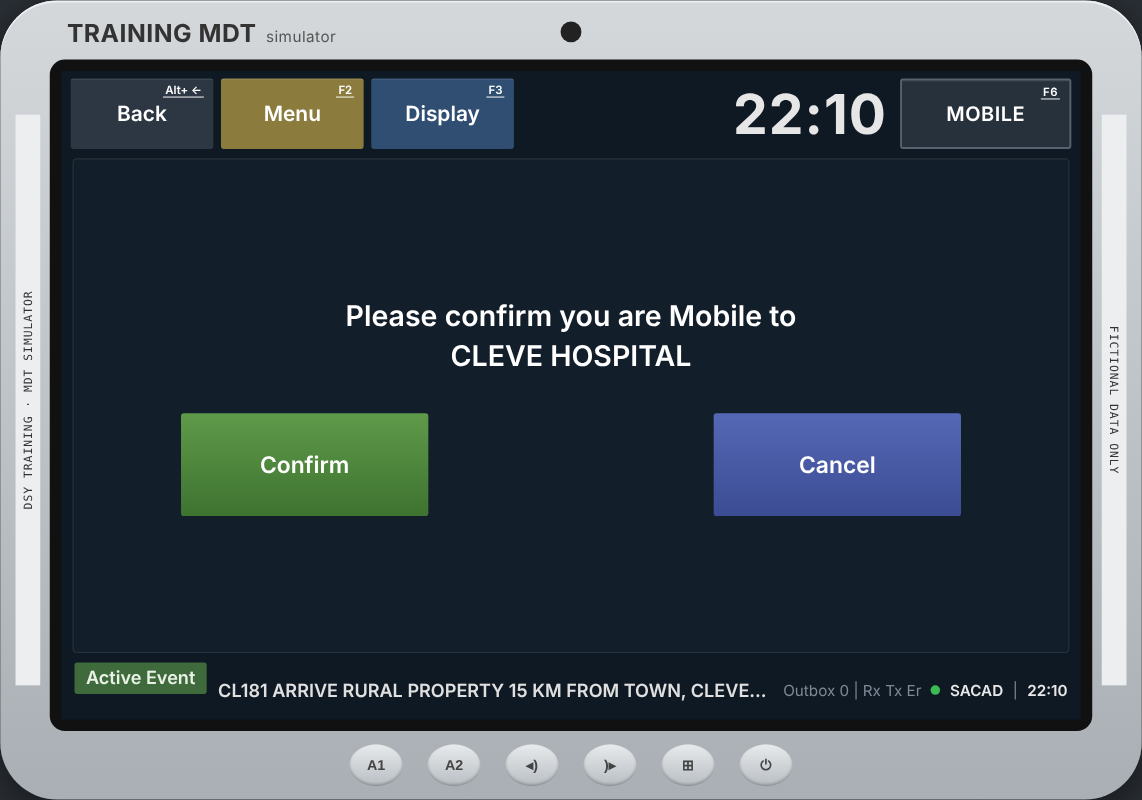 TRAINING MDT simulator
Back Alt+ ←
Menu F2
Display F3
22:10
MOBILE F6
Please confirm you are Mobile to
CLEVE HOSPITAL
Confirm
Cancel
Active Event
CL181 ARRIVE RURAL PROPERTY 15 KM FROM TOWN, CLEVE...
Outbox 0 | Rx Tx Er ● SACAD | 22:10
A1
A2
DSY TRAINING · MDT SIMULATOR
FICTIONAL DATA ONLY